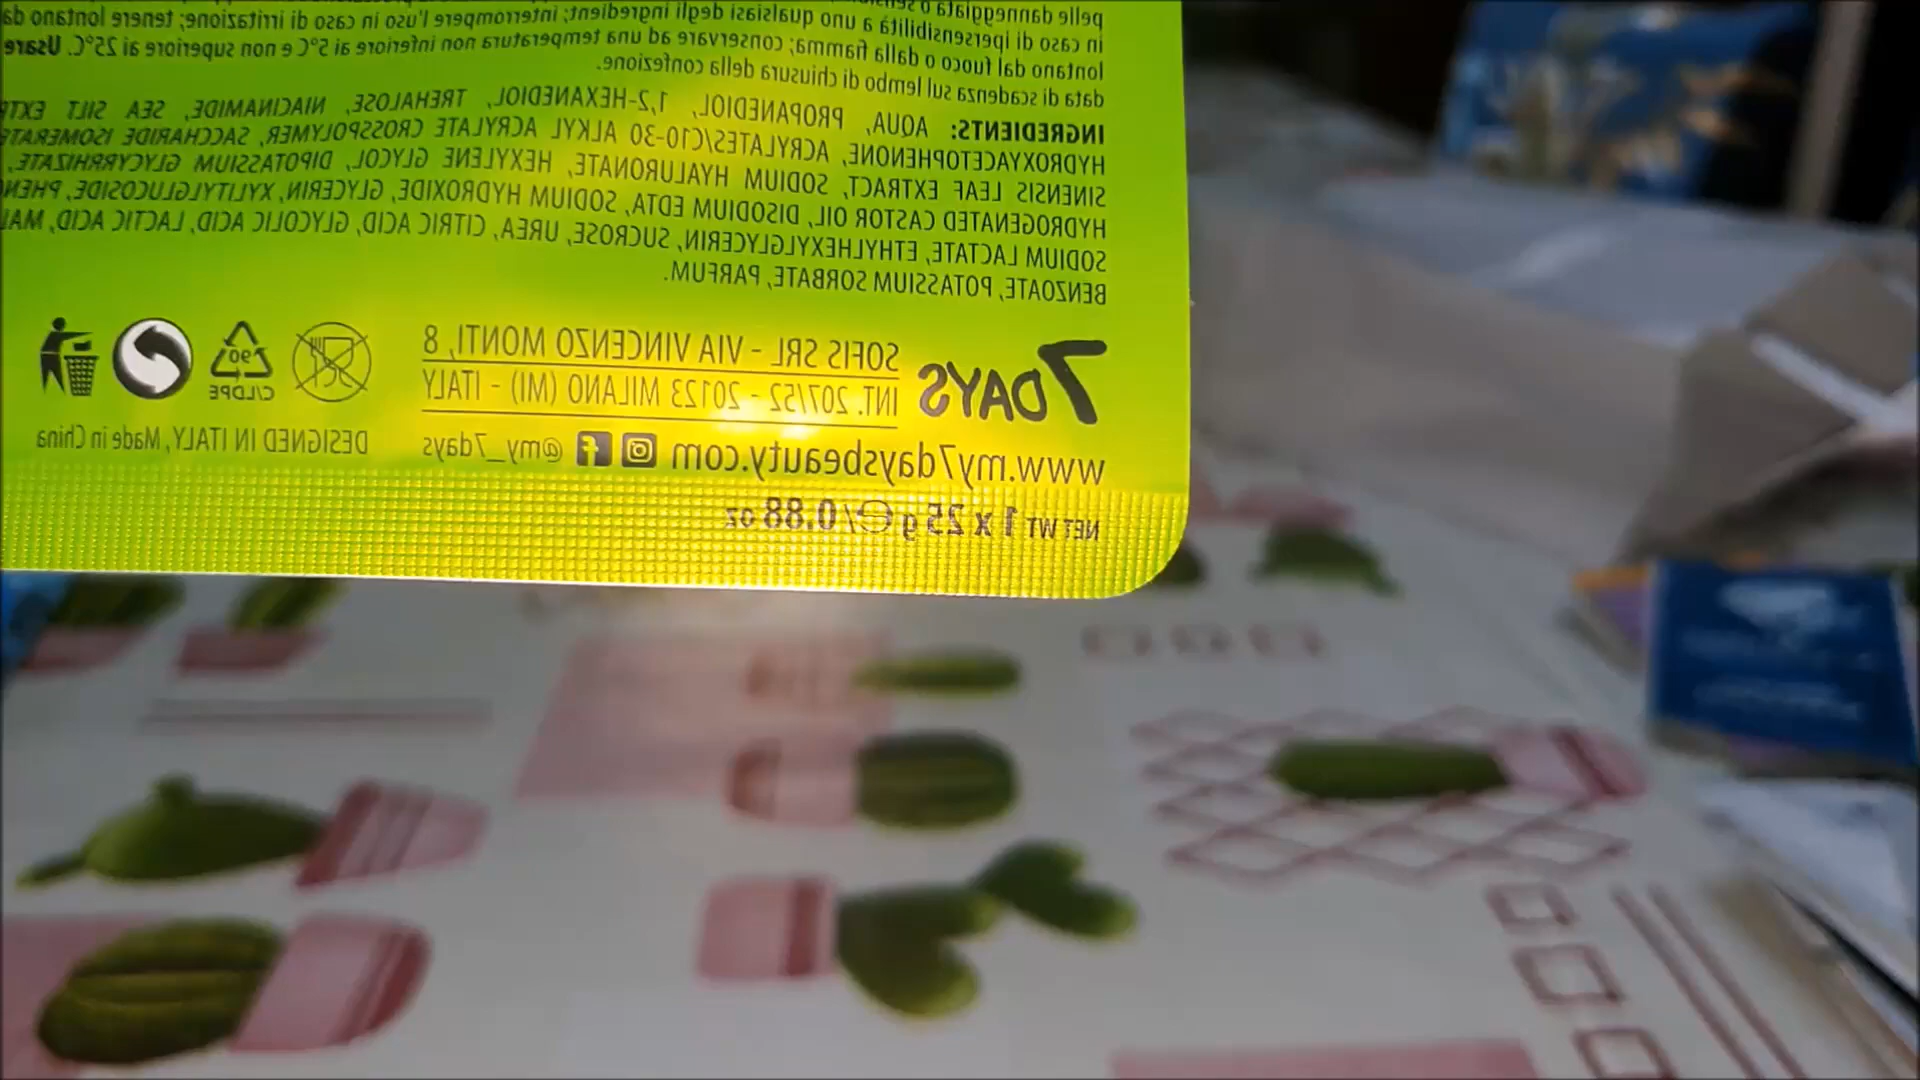 pelle danneggiata o
in caso di ipersensibilità a uno qualsiasi degli ingredienti; interrompere l'uso in caso di irritazione; tenere lontano da
lontano dal fuoco o dalla fiamma; conservare ad una temperatura non inferiore ai 5°C e non superiore ai 25°C. Usare
data di scadenza sul lembo di chiusura della confezione.
INGREDIENTS: AQUA, PROPANEDIOL, 1,2-HEXANEDIOL, TREHALOSE, NIACINAMIDE, SEA SILT
HYDROXYACETOPHENONE, ACRYLATES/C10-30 ALKYL ACRYLATE CROSSPOLYMER, SACCHARIDE ISOMERATE
SINENSIS LEAF EXTRACT, SODIUM HYALURONATE, HEXYLENE GLYCOL, DIPOTASSIUM GLYCYRRHIZATE,
HYDROGENATED CASTOR OIL, DISODIUM EDTA, SODIUM HYDROXIDE, GLYCERIN, XYLITYLGLUCOSIDE,
SODIUM LACTATE, ETHYLHEXYLGLYCERIN, SUCROSE, UREA, CITRIC ACID, GLYCOLIC ACID, LACTIC ACID,
BENZOATE, POTASSIUM SORBATE, PARFUM.
7DAYS
SOFIS SRL - VIA VINCENZO MONTI, 8
INT. 207/52 - 20123 MILANO (MI) - ITALY
90
C/LDPE
www.my7daysbeauty.com @my_7days
DESIGNED IN ITALY, Made in China
NET WT 1 x 25 g ℮/0.88 oz